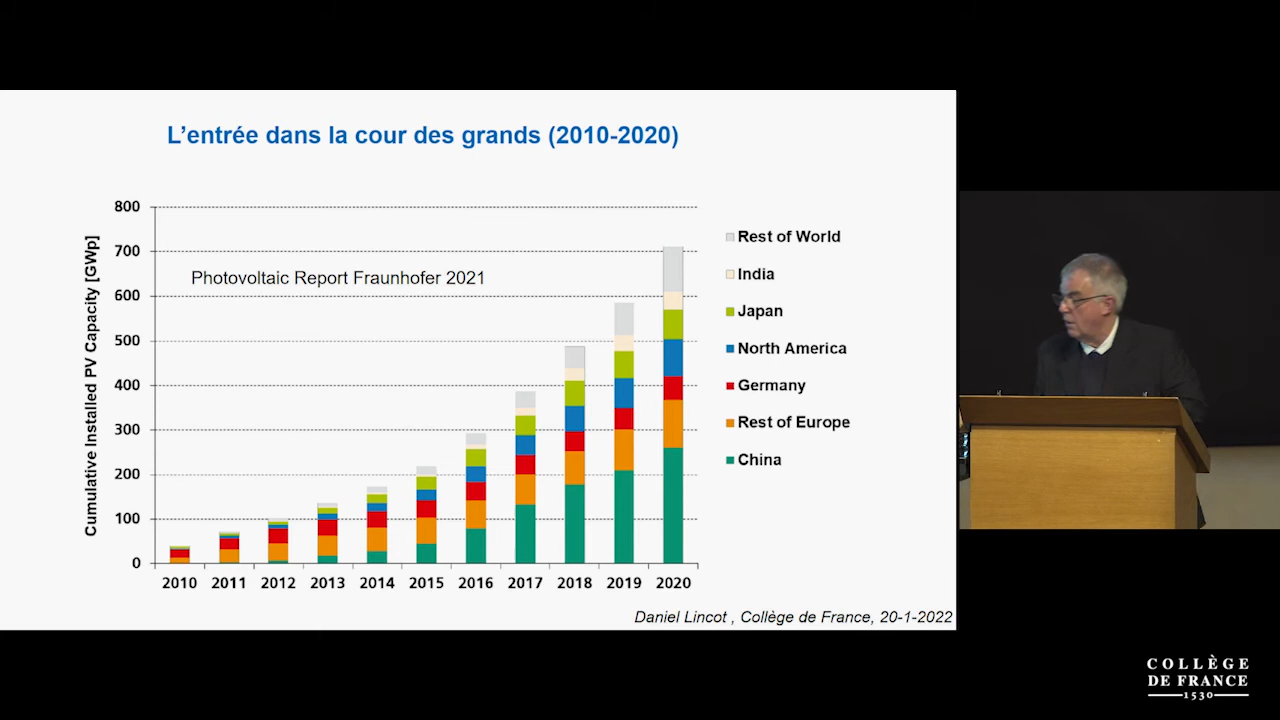 L'entrée dans la cour des grands (2010-2020)
Cumulative Installed PV Capacity [GWp]
800
700
600
500
400
300
200
100
0
Photovoltaic Report Fraunhofer 2021
2010 2011 2012 2013 2014 2015 2016 2017 2018 2019 2020
Rest of World
India
Japan
North America
Germany
Rest of Europe
China
Daniel Lincot , Collège de France, 20-1-2022
COLLÈGE
DE FRANCE
1530